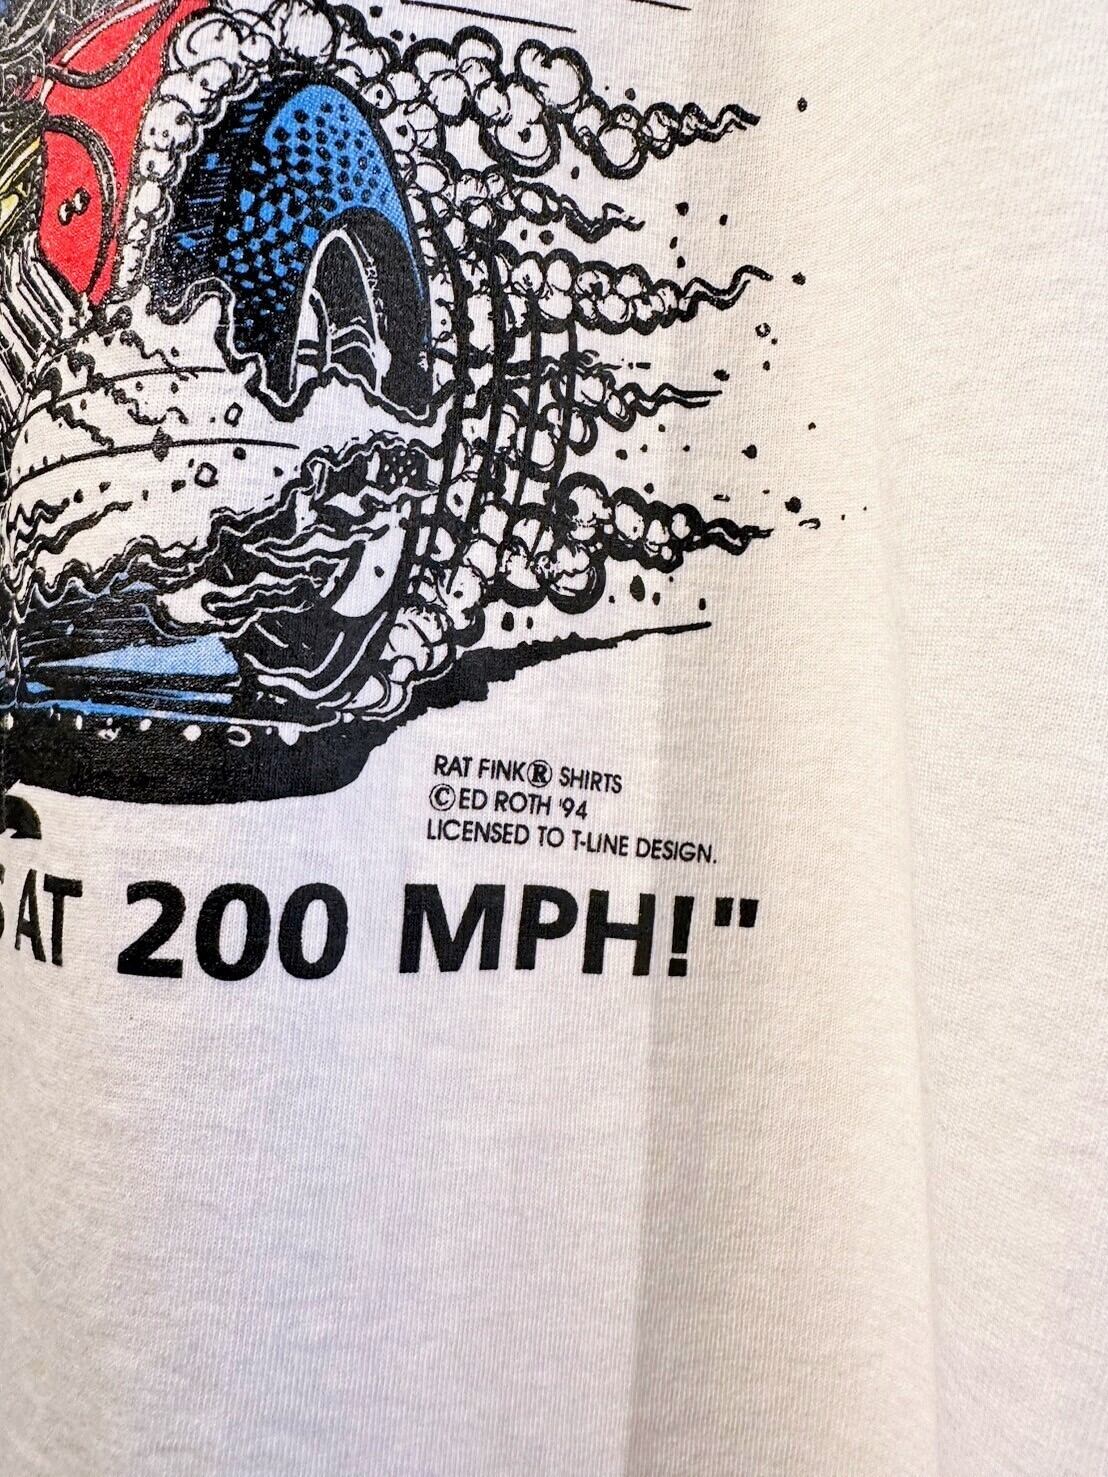 RAT FINK® SHIRTS
© ED ROTH '94
LICENSED TO T-LINE DESIGN.
AT 200 MPH!"